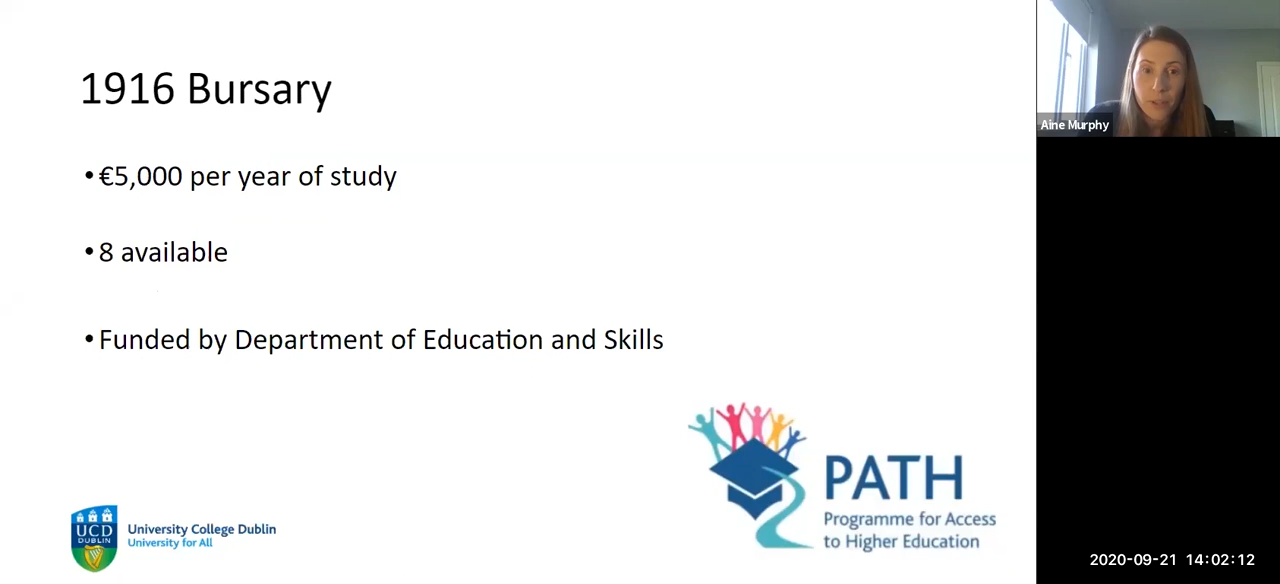 1916 Bursary
•€5,000 per year of study
•8 available
•Funded by Department of Education and Skills
PATH
Programme for Access
to Higher Education
UCD
DUBLIN
University College Dublin
University for All
Aine Murphy
2020-09-21 14:02:12